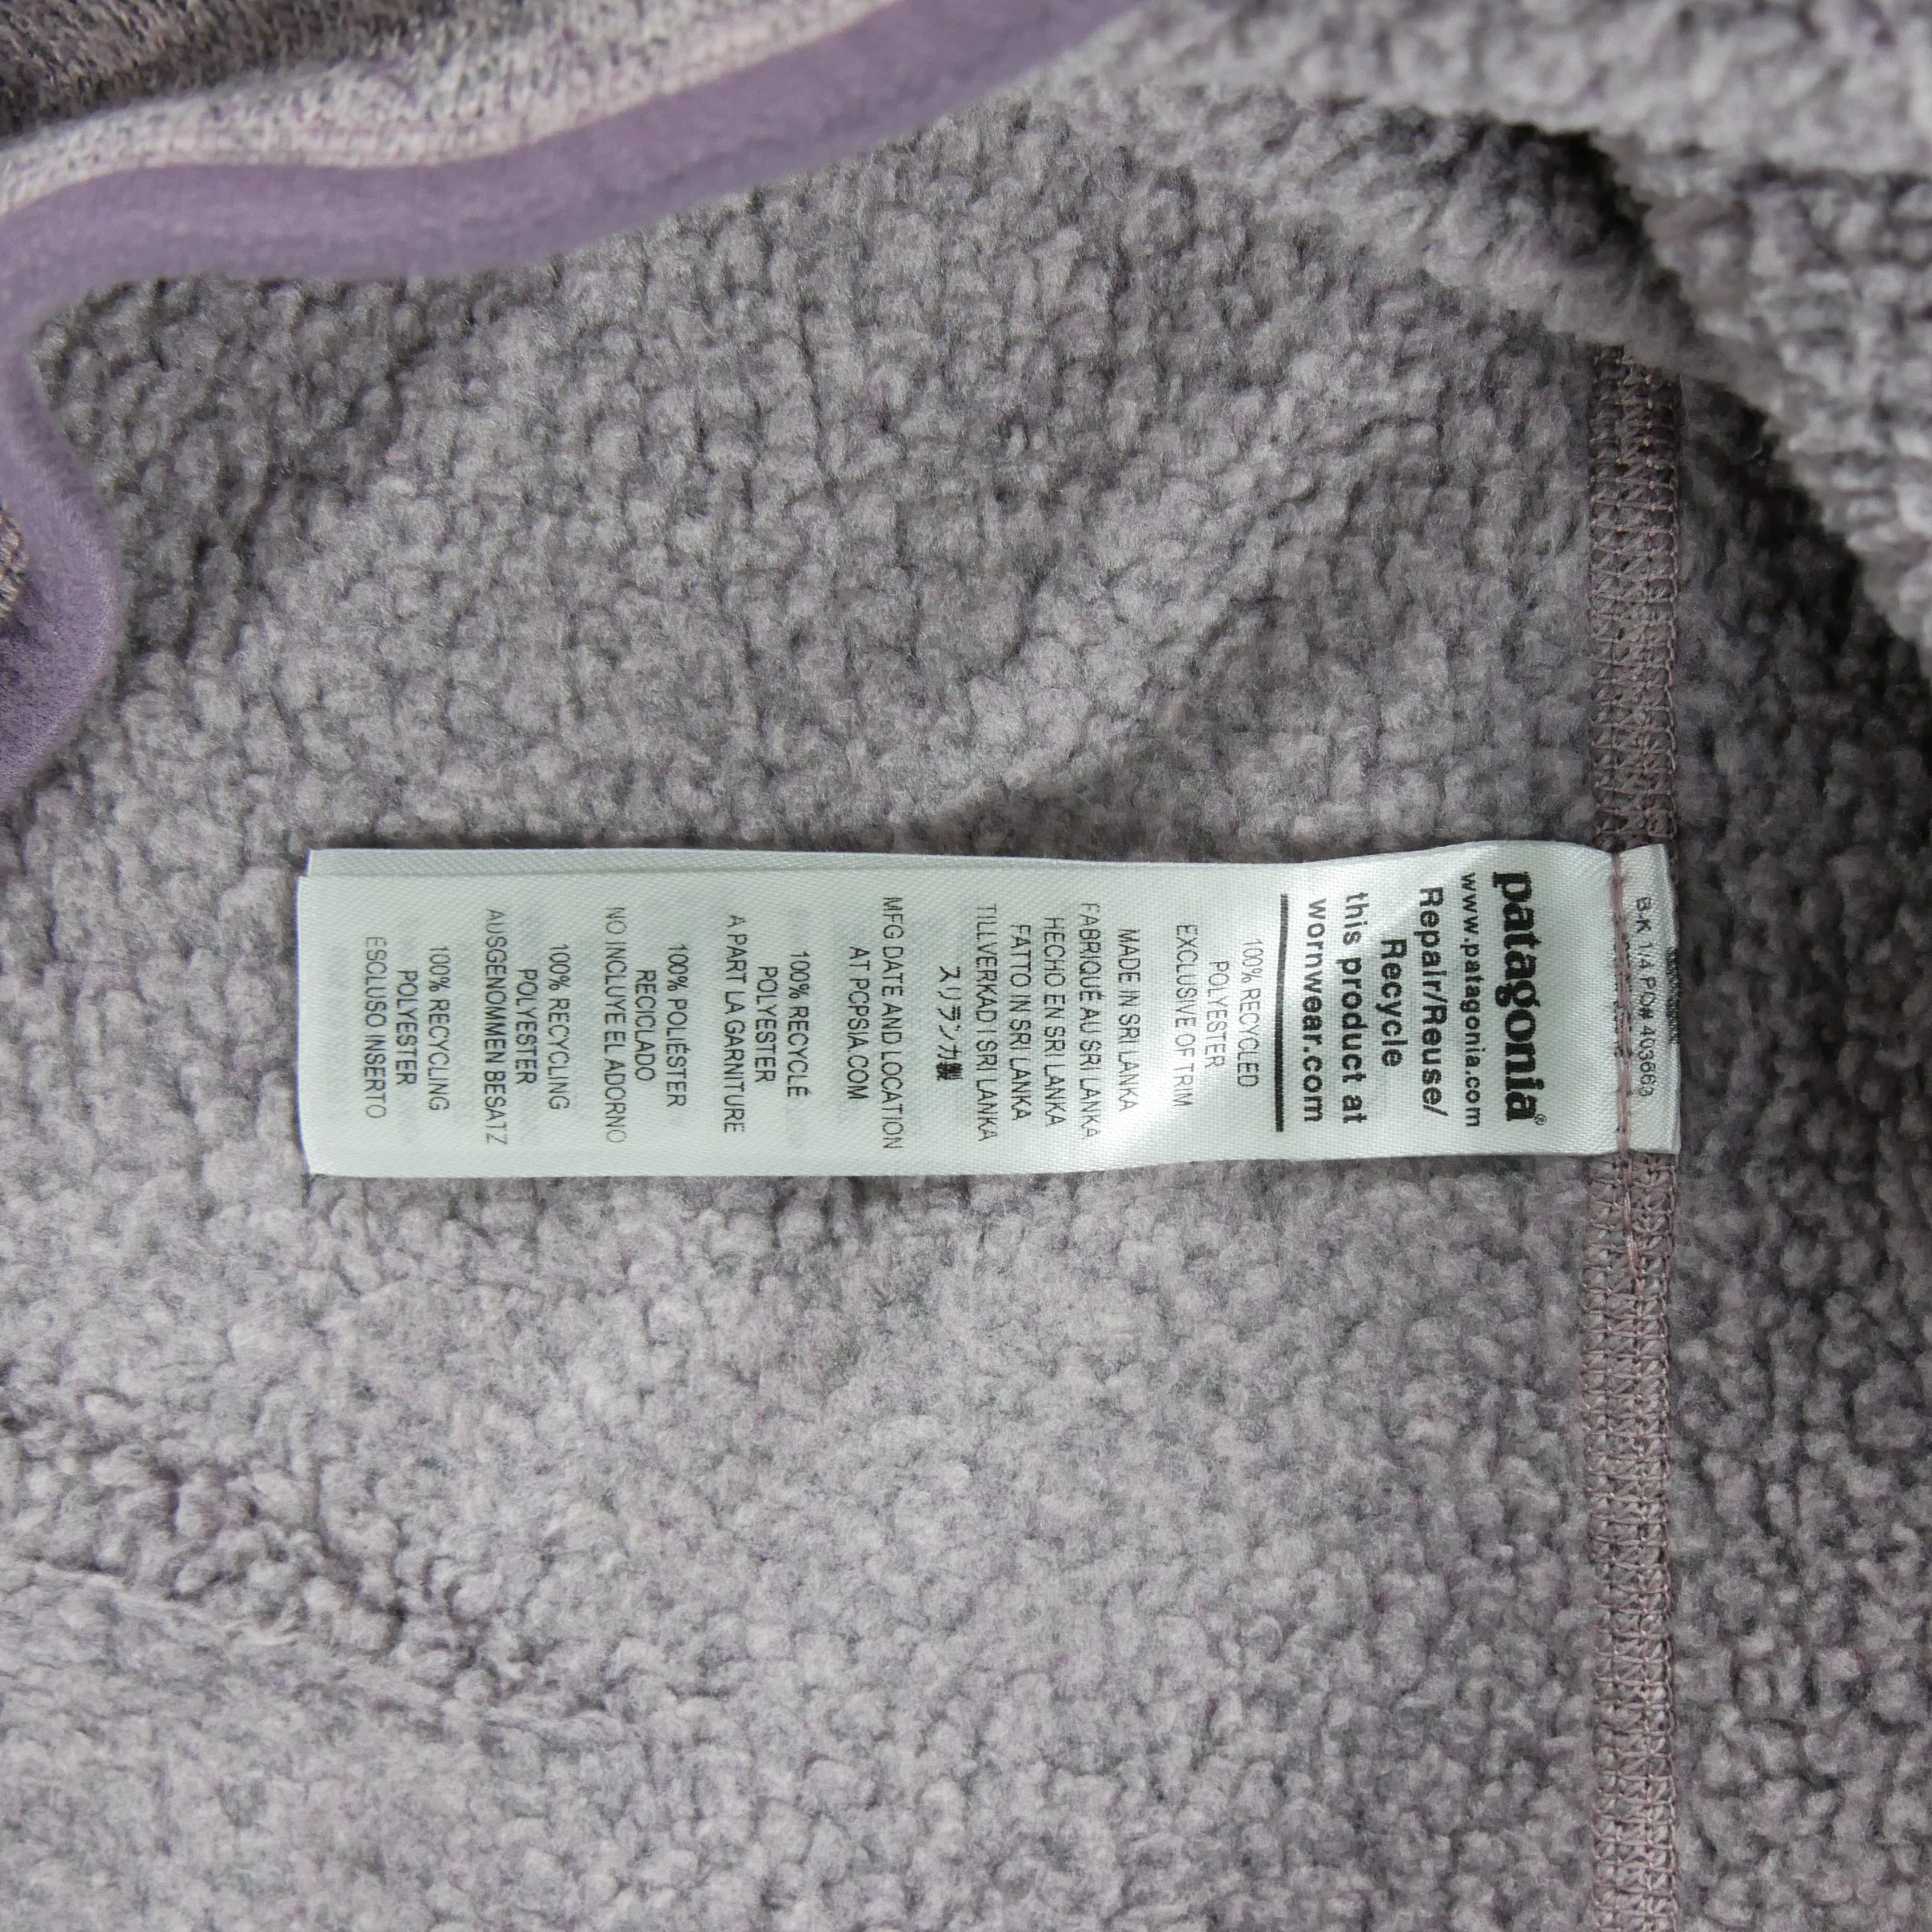 B-K 1/4 PO# 403663
patagonia®
www.patagonia.com
Repair/Reuse/
Recycle
this product at
wornwear.com
100% RECYCLED
POLYESTER
EXCLUSIVE OF TRIM
MADE IN SRI LANKA
FABRIQUÉ AU SRI LANKA
HECHO EN SRI LANKA
FATTO IN SRI LANKA
TILLVERKAD I SRI LANKA
スリランカ製
MFG DATE AND LOCATION
AT PCPSIA.COM
100% RECYCLÉ
POLYESTER
A PART LA GARNITURE
100% POLIÉSTER
RECICLADO
NO INCLUYE EL ADORNO
100% RECYCLING
POLYESTER
AUSGENOMMEN BESATZ
100% RECYCLING
POLYESTER
ESCLUSO INSERTO